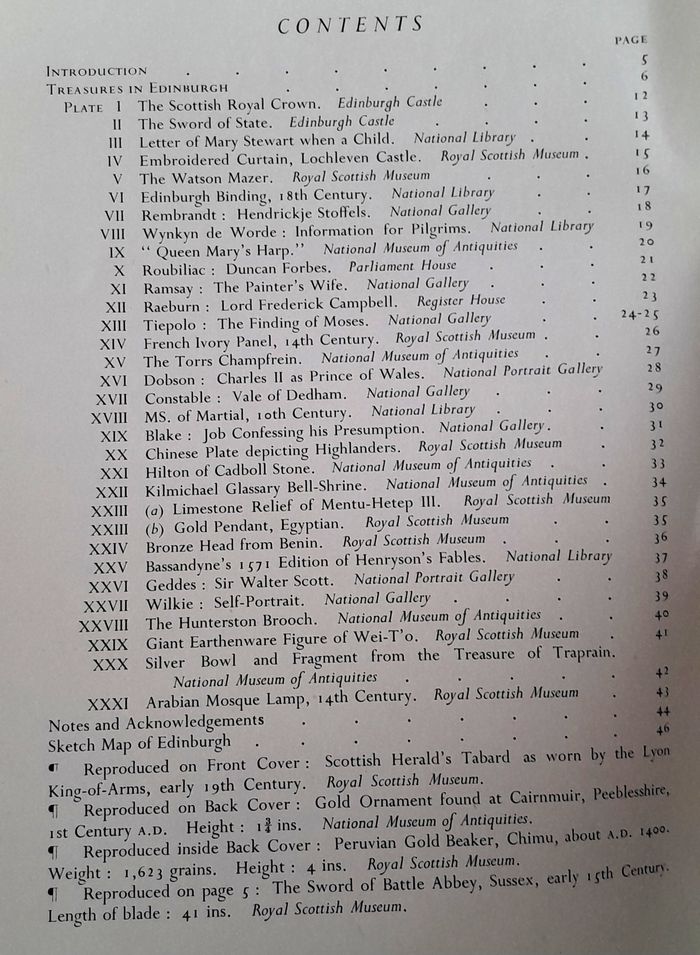 CONTENTS
PAGE
INTRODUCTION . . . . . . . . 5
TREASURES IN EDINBURGH . . . . . . 6
PLATE I The Scottish Royal Crown. Edinburgh Castle . . . 12
II The Sword of State. Edinburgh Castle . . . . 13
III Letter of Mary Stewart when a Child. National Library . . 14
IV Embroidered Curtain, Lochleven Castle. Royal Scottish Museum . 15
V The Watson Mazer. Royal Scottish Museum . . . 16
VI Edinburgh Binding, 18th Century. National Library . . 17
VII Rembrandt : Hendrickje Stoffels. National Gallery . . 18
VIII Wynkyn de Worde : Information for Pilgrims. National Library 19
IX “ Queen Mary's Harp.” National Museum of Antiquities . . 20
X Roubiliac : Duncan Forbes. Parliament House . . . 21
XI Ramsay : The Painter's Wife. National Gallery . . . 22
XII Raeburn : Lord Frederick Campbell. Register House . . 23
XIII Tiepolo : The Finding of Moses. National Gallery . . 24-25
XIV French Ivory Panel, 14th Century. Royal Scottish Museum . . 26
XV The Torrs Champfrein. National Museum of Antiquities . . 27
XVI Dobson : Charles II as Prince of Wales. National Portrait Gallery 28
XVII Constable : Vale of Dedham. National Gallery . . . 29
XVIII MS. of Martial, 10th Century. National Library . . . 30
XIX Blake : Job Confessing his Presumption. National Gallery . . 31
XX Chinese Plate depicting Highlanders. Royal Scottish Museum . 32
XXI Hilton of Cadboll Stone. National Museum of Antiquities . . 33
XXII Kilmichael Glassary Bell-Shrine. National Museum of Antiquities . 34
XXIII (a) Limestone Relief of Mentu-Hetep III. Royal Scottish Museum 35
XXIII (b) Gold Pendant, Egyptian. Royal Scottish Museum . . 35
XXIV Bronze Head from Benin. Royal Scottish Museum . . . 36
XXV Bassandyne's 1571 Edition of Henryson's Fables. National Library 37
XXVI Geddes : Sir Walter Scott. National Portrait Gallery . . 38
XXVII Wilkie : Self-Portrait. National Gallery . . . . 39
XXVIII The Hunterston Brooch. National Museum of Antiquities . . 40
XXIX Giant Earthenware Figure of Wei-T'o. Royal Scottish Museum . 41
XXX Silver Bowl and Fragment from the Treasure of Traprain.
National Museum of Antiquities . . . . . 42
XXXI Arabian Mosque Lamp, 14th Century. Royal Scottish Museum . 43
Notes and Acknowledgements . . . . . . 44
Sketch Map of Edinburgh . . . . . . . 46
¶ Reproduced on Front Cover : Scottish Herald's Tabard as worn by the Lyon
King-of-Arms, early 19th Century. Royal Scottish Museum.
¶ Reproduced on Back Cover : Gold Ornament found at Cairnmuir, Peeblesshire,
1st Century A.D. Height : 1¾ ins. National Museum of Antiquities.
¶ Reproduced inside Back Cover : Peruvian Gold Beaker, Chimu, about A.D. 1400.
Weight : 1,623 grains. Height : 4 ins. Royal Scottish Museum.
¶ Reproduced on page 5 : The Sword of Battle Abbey, Sussex, early 15th Century.
Length of blade : 41 ins. Royal Scottish Museum.